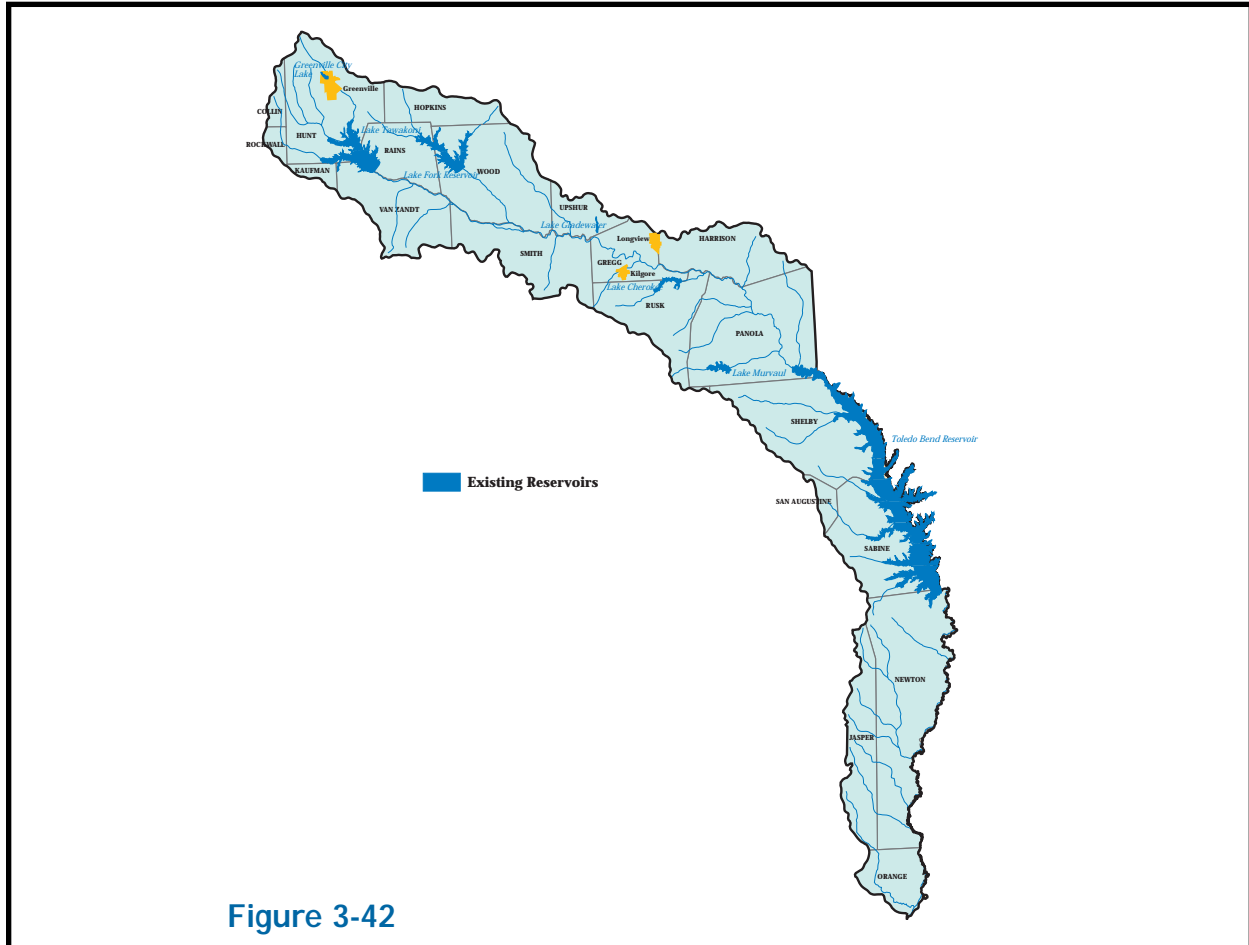 Greenville City
Lake
Greenville
COLLIN
HOPKINS
HUNT
Lake Tawakoni
ROCKWALL
RAINS
KAUFMAN
Lake Fork Reservoir
WOOD
VAN ZANDT
UPSHUR
Lake Gladewater
Longview
HARRISON
SMITH
GREGG
Kilgore
Lake Cherokee
RUSK
PANOLA
Lake Murvaul
SHELBY
Toledo Bend Reservoir
Existing Reservoirs
SAN AUGUSTINE
SABINE
NEWTON
JASPER
ORANGE
Figure 3-42